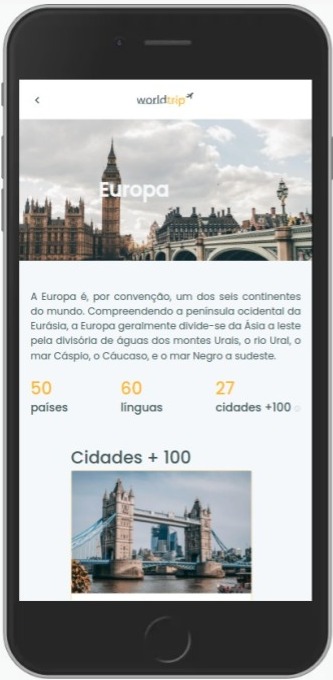 worldtrip
Europa
A Europa é, por convenção, um dos seis continentes
do mundo. Compreendendo a península ocidental da
Eurásia, a Europa geralmente divide-se da Ásia a leste
pela divisória de águas dos montes Urais, o rio Ural, o
mar Cáspio, o Cáucaso, e o mar Negro a sudeste.
50 60 27
países línguas cidades +100
Cidades + 100